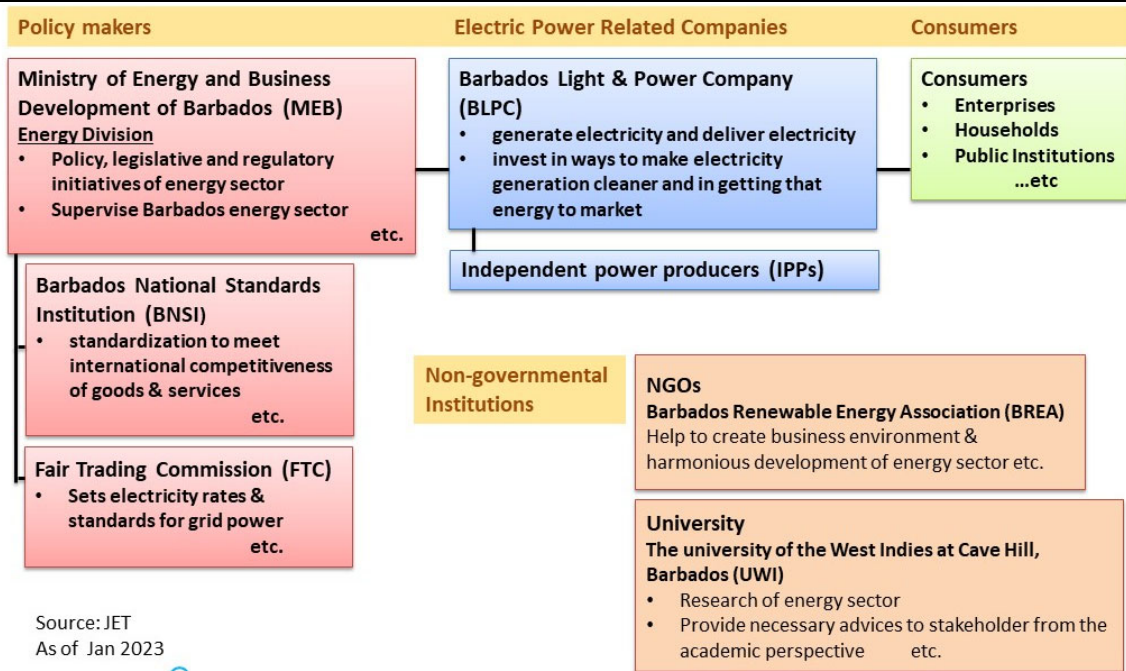 Policy makers
Electric Power Related Companies
Consumers
Ministry of Energy and Business
Development of Barbados (MEB)
Energy Division
• Policy, legislative and regulatory
initiatives of energy sector
• Supervise Barbados energy sector
etc.
Barbados National Standards
Institution (BNSI)
• standardization to meet
international competitiveness
of goods & services
etc.
Fair Trading Commission (FTC)
• Sets electricity rates &
standards for grid power
etc.
Barbados Light & Power Company
(BLPC)
• generate electricity and deliver electricity
• invest in ways to make electricity
generation cleaner and in getting that
energy to market
Independent power producers (IPPs)
Consumers
• Enterprises
• Households
• Public Institutions
...etc
Non-governmental
Institutions
NGOs
Barbados Renewable Energy Association (BREA)
Help to create business environment &
harmonious development of energy sector etc.
University
The university of the West Indies at Cave Hill,
Barbados (UWI)
• Research of energy sector
• Provide necessary advices to stakeholder from the
academic perspective etc.
Source: JET
As of Jan 2023